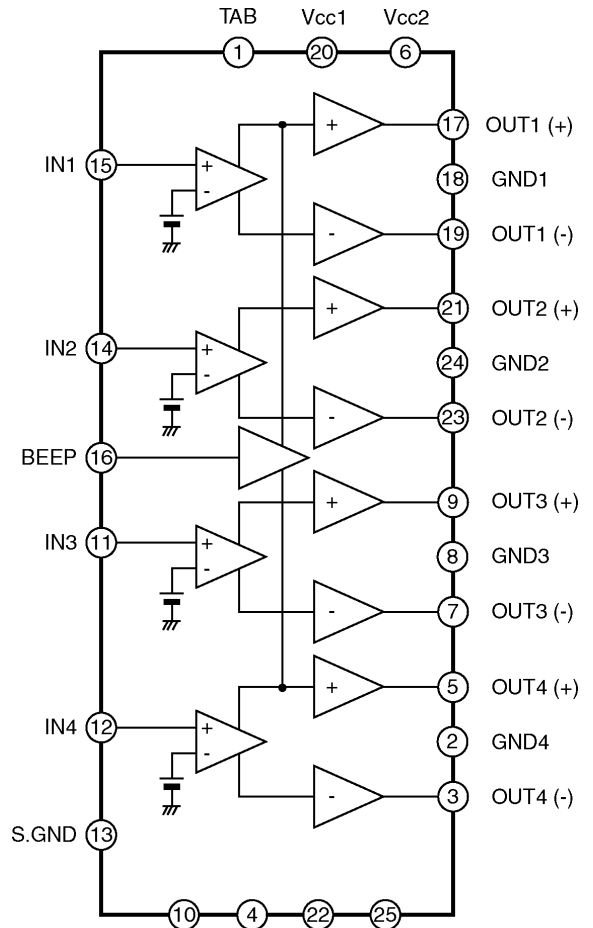 TAB Vcc1 Vcc2
1 20 6
+ 17 OUT1 (+)
IN1 15 + -
18 GND1
- 19 OUT1 (-)
+ 21 OUT2 (+)
IN2 14 + -
24 GND2
- 23 OUT2 (-)
BEEP 16
+ 9 OUT3 (+)
IN3 11 + -
8 GND3
- 7 OUT3 (-)
+ 5 OUT4 (+)
IN4 12 + -
2 GND4
- 3 OUT4 (-)
S.GND 13
10 4 22 25